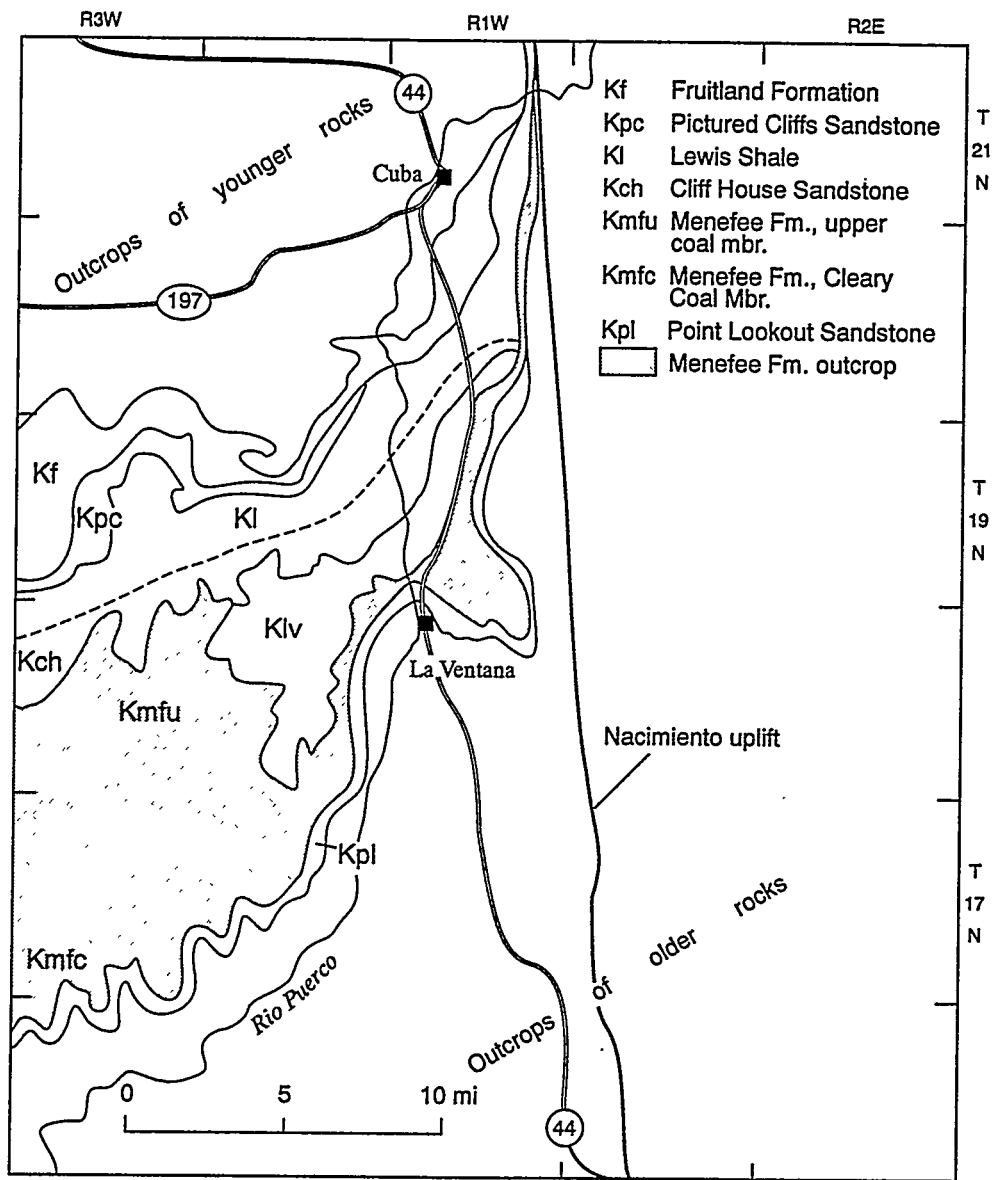 R3W
R1W
R2E
44
Outcrops of younger rocks
Cuba
197
Kf Fruitland Formation
Kpc Pictured Cliffs Sandstone
Kl Lewis Shale
Kch Cliff House Sandstone
Kmfu Menefee Fm., upper
coal mbr.
Kmfc Menefee Fm., Cleary
Coal Mbr.
Kpl Point Lookout Sandstone
Menefee Fm. outcrop
T
21
N
Kf
Kpc
Kl
T
19
N
Kch
Klv
La Ventana
Kmfu
Nacimiento uplift
Kpl
T
17
N
Kmfc
Rio Puerco
Outcrops of older rocks
0 5 10 mi
44